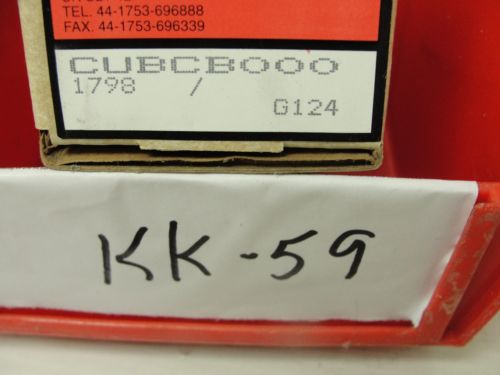 TEL. 44-1753-696888
FAX. 44-1753-696339
CUBCB000
1798 /
G124
KK-59